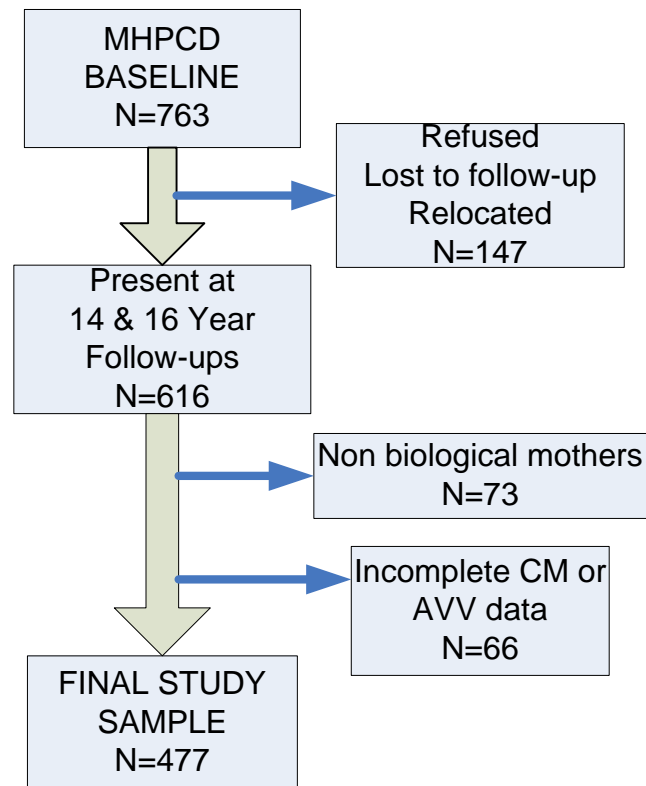 MHPCD
BASELINE
N=763
Refused
Lost to follow-up
Relocated
N=147
Present at
14 & 16 Year
Follow-ups
N=616
Non biological mothers
N=73
Incomplete CM or
AVV data
N=66
FINAL STUDY
SAMPLE
N=477